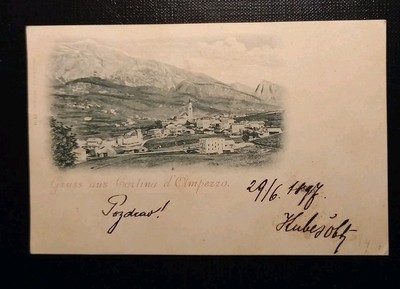 Gruss aus Cortina d'Ampezzo.
29/6. 1897.
Pozdrav!